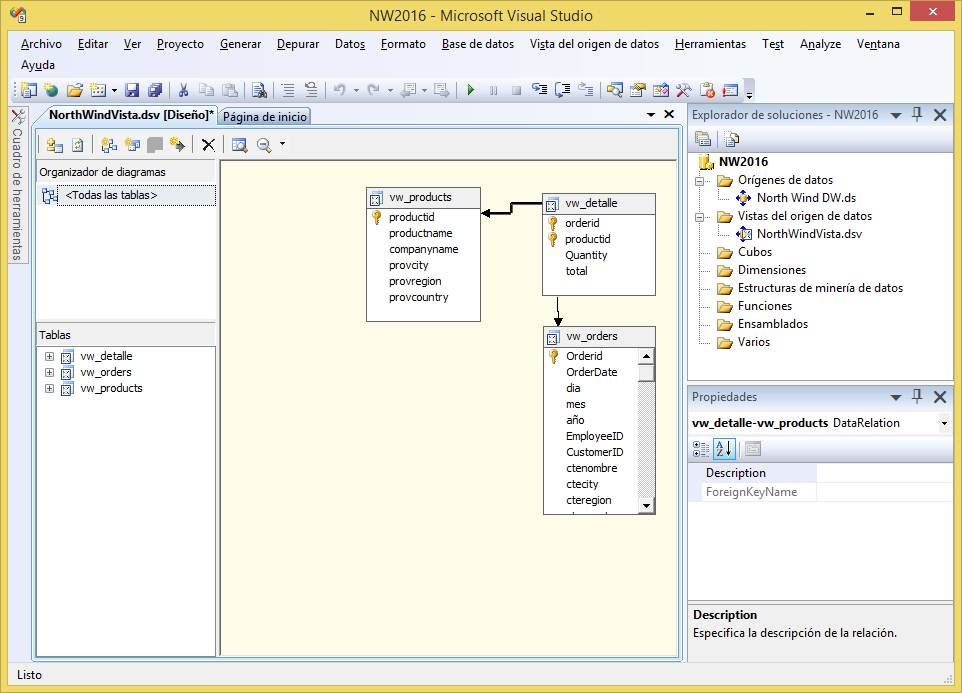 NW2016 - Microsoft Visual Studio
Archivo Editar Ver Proyecto Generar Depurar Datos Formato Base de datos Vista del origen de datos Herramientas Test Analyze Ventana
Ayuda
Cuadro de herramientas
NorthWindVista.dsv [Diseño]* Página de inicio
Organizador de diagramas
<Todas las tablas>
Tablas
vw_detalle
vw_orders
vw_products
vw_products
productid
productname
companyname
provcity
provregion
provcountry
vw_detalle
orderid
productid
Quantity
total
vw_orders
Orderid
OrderDate
dia
mes
año
EmployeeID
CustomerID
ctenombre
ctecity
cteregion
Explorador de soluciones - NW2016
NW2016
Orígenes de datos
North Wind DW.ds
Vistas del origen de datos
NorthWindVista.dsv
Cubos
Dimensiones
Estructuras de minería de datos
Funciones
Ensamblados
Varios
Propiedades
vw_detalle-vw_products DataRelation
Description
ForeignKeyName
Description
Especifica la descripción de la relación.
Listo